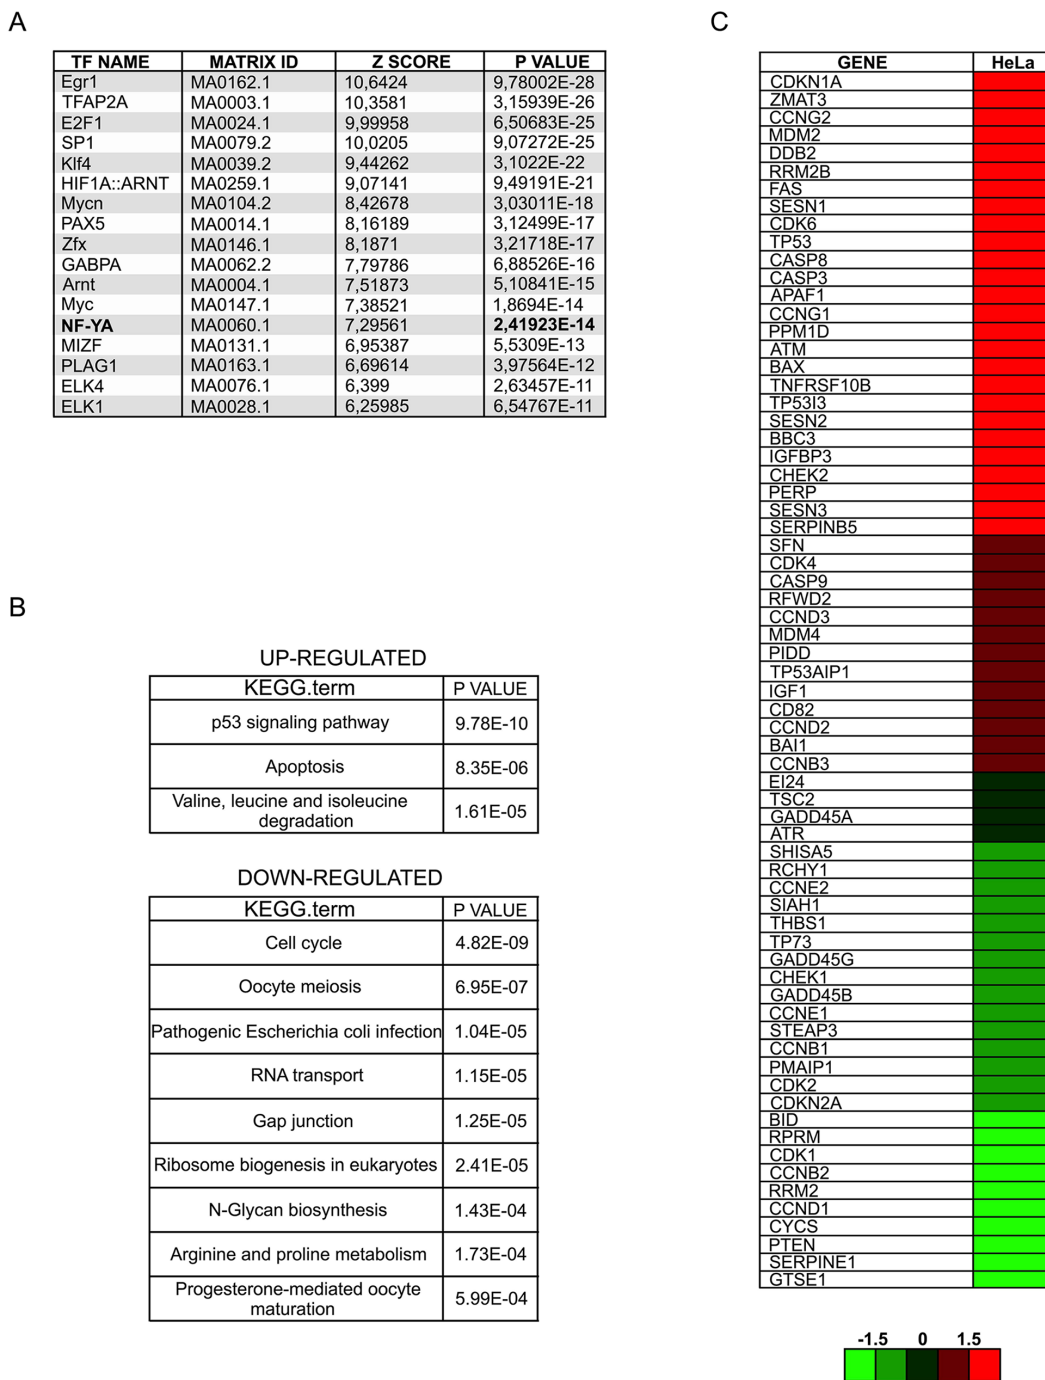 A
TF NAME MATRIX ID Z SCORE P VALUE
Egr1 MA0162.1 10,6424 9,78002E-28
TFAP2A MA0003.1 10,3581 3,15939E-26
E2F1 MA0024.1 9,99958 6,50683E-25
SP1 MA0079.2 10,0205 9,07272E-25
Klf4 MA0039.2 9,44262 3,1022E-22
HIF1A::ARNT MA0259.1 9,07141 9,49191E-21
Mycn MA0104.2 8,42678 3,03011E-18
PAX5 MA0014.1 8,16189 3,12499E-17
Zfx MA0146.1 8,1871 3,21718E-17
GABPA MA0062.2 7,79786 6,88526E-16
Arnt MA0004.1 7,51873 5,10841E-15
Myc MA0147.1 7,38521 1,8694E-14
NF-YA MA0060.1 7,29561 2,41923E-14
MIZF MA0131.1 6,95387 5,5309E-13
PLAG1 MA0163.1 6,69614 3,97564E-12
ELK4 MA0076.1 6,399 2,63457E-11
ELK1 MA0028.1 6,25985 6,54767E-11
B
UP-REGULATED
KEGG.term P VALUE
p53 signaling pathway 9.78E-10
Apoptosis 8.35E-06
Valine, leucine and isoleucine
degradation 1.61E-05
DOWN-REGULATED
KEGG.term P VALUE
Cell cycle 4.82E-09
Oocyte meiosis 6.95E-07
Pathogenic Escherichia coli infection 1.04E-05
RNA transport 1.15E-05
Gap junction 1.25E-05
Ribosome biogenesis in eukaryotes 2.41E-05
N-Glycan biosynthesis 1.43E-04
Arginine and proline metabolism 1.73E-04
Progesterone-mediated oocyte
maturation 5.99E-04
C
GENE HeLa
CDKN1A
ZMAT3
CCNG2
MDM2
DDB2
RRM2B
FAS
SESN1
CDK6
TP53
CASP8
CASP3
APAF1
CCNG1
PPM1D
ATM
BAX
TNFRSF10B
TP53I3
SESN2
BBC3
IGFBP3
CHEK2
PERP
SESN3
SERPINB5
SFN
CDK4
CASP9
RFWD2
CCND3
MDM4
PIDD
TP53AIP1
IGF1
CD82
CCND2
BAI1
CCNB3
EI24
TSC2
GADD45A
ATR
SHISA5
RCHY1
CCNE2
SIAH1
THBS1
TP73
GADD45G
CHEK1
GADD45B
CCNE1
STEAP3
CCNB1
PMAIP1
CDK2
CDKN2A
BID
RPRM
CDK1
CCNB2
RRM2
CCND1
CYCS
PTEN
SERPINE1
GTSE1
-1.5 0 1.5